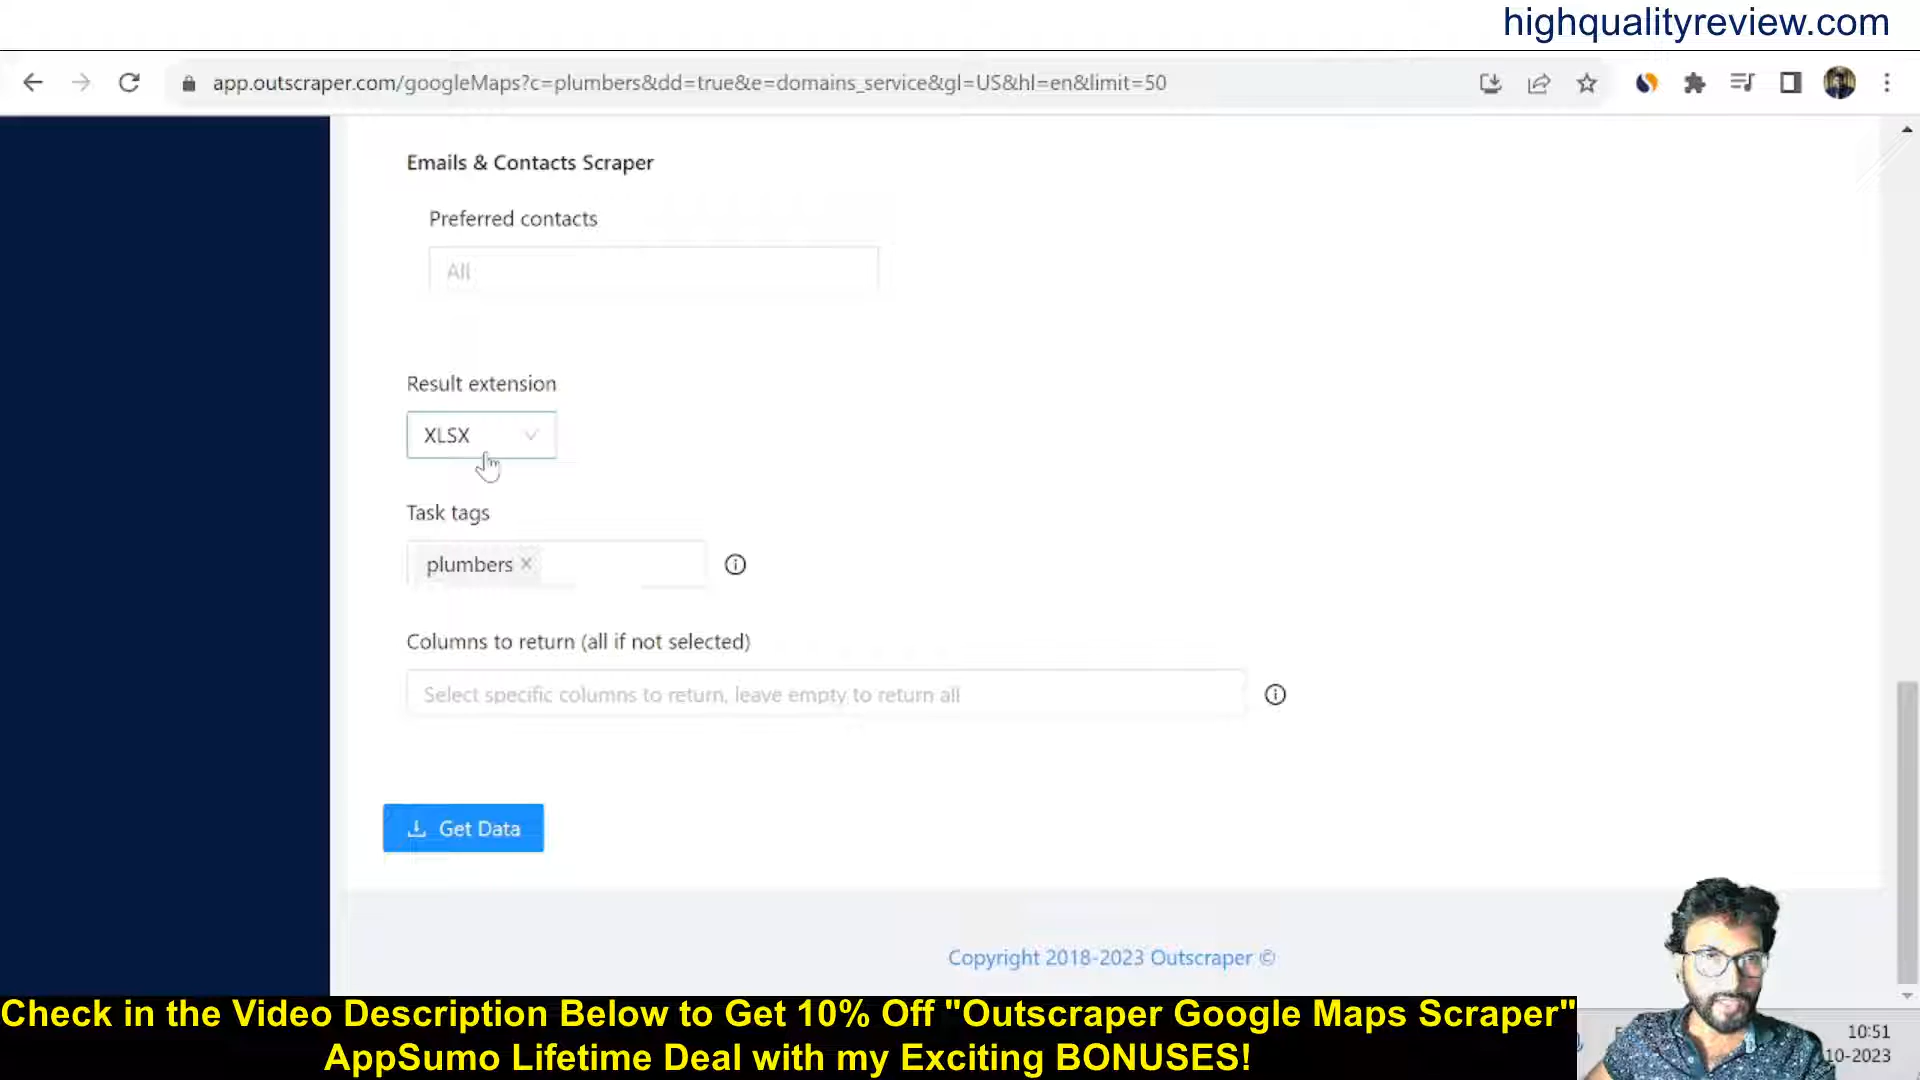 highqualityreview.com
app.outscraper.com/googleMaps?c=plumbers&dd=true&e=domains_service&gl=US&hl=en&limit=50
Emails & Contacts Scraper
Preferred contacts
All
Result extension
XLSX
Task tags
plumbers ×
Columns to return (all if not selected)
Select specific columns to return, leave empty to return all
Get Data
Copyright 2018-2023 Outscraper ©
Check in the Video Description Below to Get 10% Off "Outscraper Google Maps Scraper"
AppSumo Lifetime Deal with my Exciting BONUSES!
10:51
10-2023